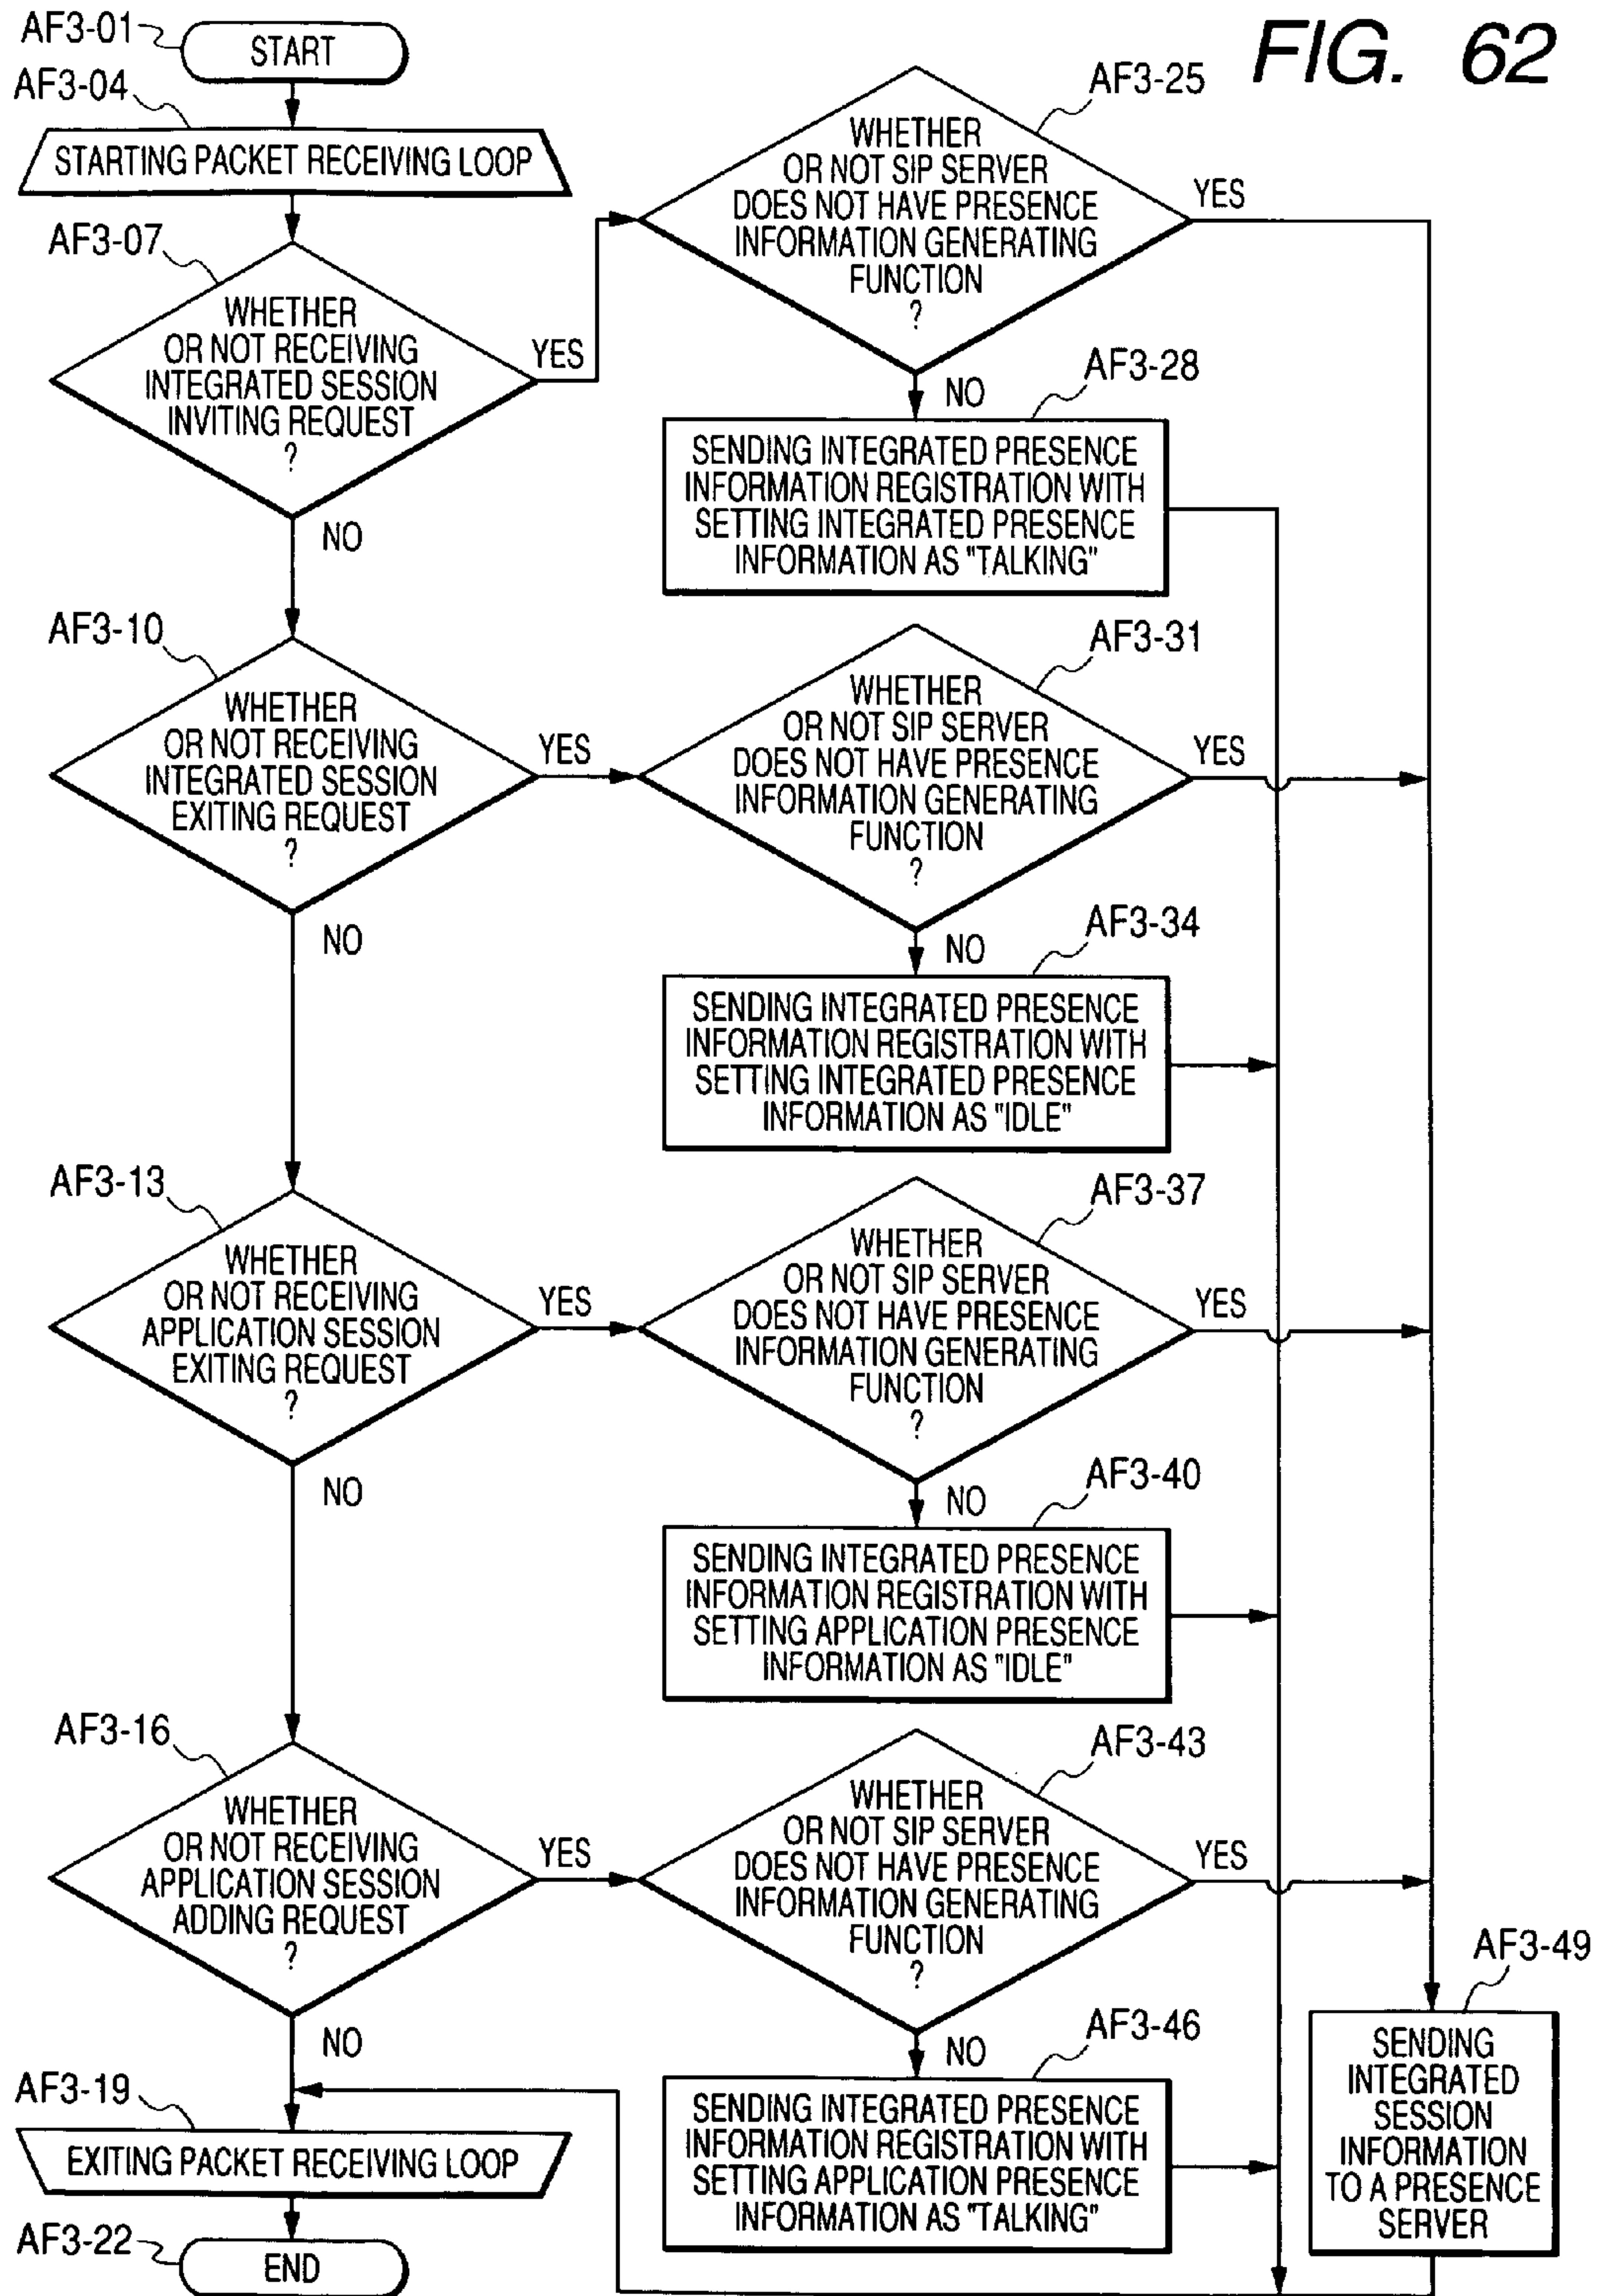 FIG. 62
AF3-01
START
AF3-04
STARTING PACKET RECEIVING LOOP
AF3-07
WHETHER
OR NOT RECEIVING
INTEGRATED SESSION
INVITING REQUEST
?
YES
NO
AF3-25
WHETHER
OR NOT SIP SERVER
DOES NOT HAVE PRESENCE
INFORMATION GENERATING
FUNCTION
?
YES
NO
AF3-28
SENDING INTEGRATED PRESENCE
INFORMATION REGISTRATION WITH
SETTING INTEGRATED PRESENCE
INFORMATION AS "TALKING"
AF3-10
WHETHER
OR NOT RECEIVING
INTEGRATED SESSION
EXITING REQUEST
?
YES
NO
AF3-31
WHETHER
OR NOT SIP SERVER
DOES NOT HAVE PRESENCE
INFORMATION GENERATING
FUNCTION
?
YES
NO
AF3-34
SENDING INTEGRATED PRESENCE
INFORMATION REGISTRATION WITH
SETTING INTEGRATED PRESENCE
INFORMATION AS "IDLE"
AF3-13
WHETHER
OR NOT RECEIVING
APPLICATION SESSION
EXITING REQUEST
?
YES
NO
AF3-37
WHETHER
OR NOT SIP SERVER
DOES NOT HAVE PRESENCE
INFORMATION GENERATING
FUNCTION
?
YES
NO
AF3-40
SENDING INTEGRATED PRESENCE
INFORMATION REGISTRATION WITH
SETTING APPLICATION PRESENCE
INFORMATION AS "IDLE"
AF3-16
WHETHER
OR NOT RECEIVING
APPLICATION SESSION
ADDING REQUEST
?
YES
NO
AF3-43
WHETHER
OR NOT SIP SERVER
DOES NOT HAVE PRESENCE
INFORMATION GENERATING
FUNCTION
?
YES
NO
AF3-46
SENDING INTEGRATED PRESENCE
INFORMATION REGISTRATION WITH
SETTING APPLICATION PRESENCE
INFORMATION AS "TALKING"
AF3-49
SENDING
INTEGRATED
SESSION
INFORMATION
TO A PRESENCE
SERVER
AF3-19
EXITING PACKET RECEIVING LOOP
AF3-22
END